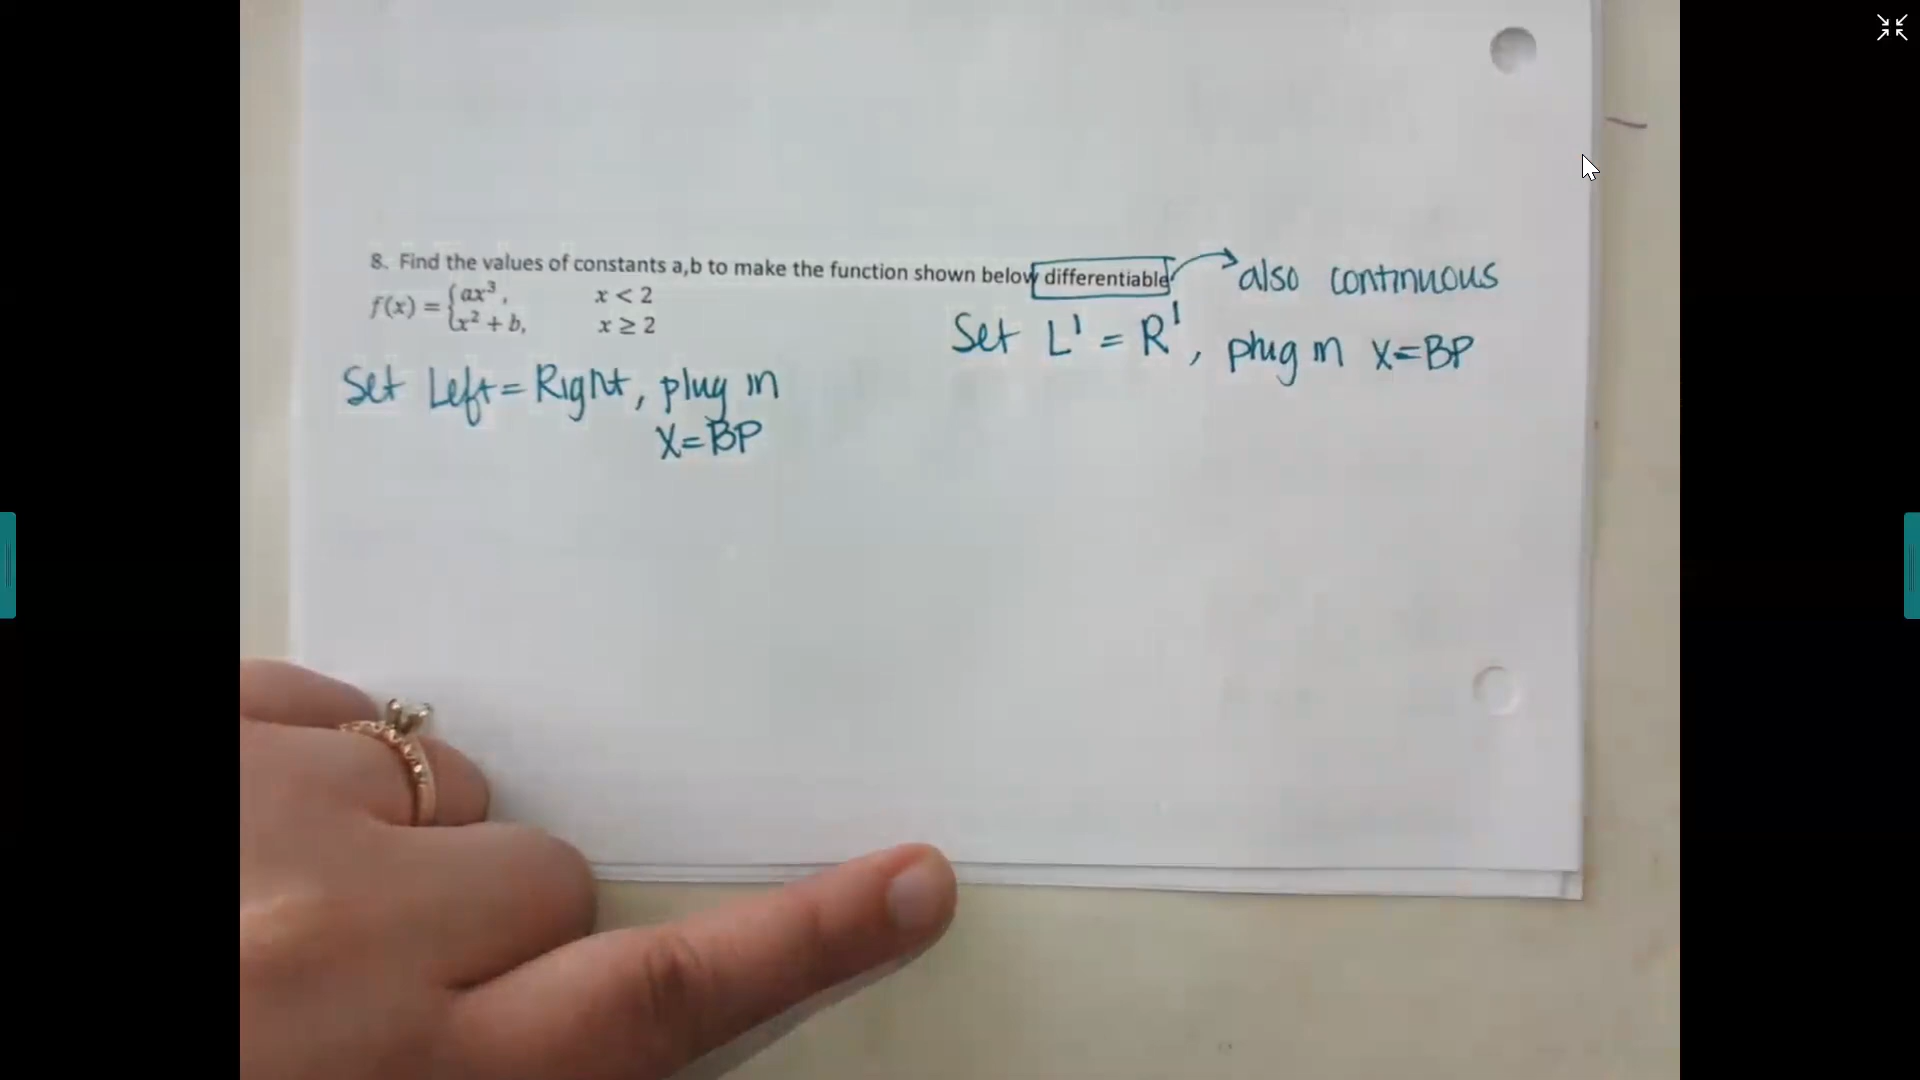 8. Find the values of constants a,b to make the function shown below differentiable
also continuous
f(x) = { ax³, x < 2
x² + b, x ≥ 2
Set L' = R', plug in x=BP
Set Left = Right, plug in
x=BP